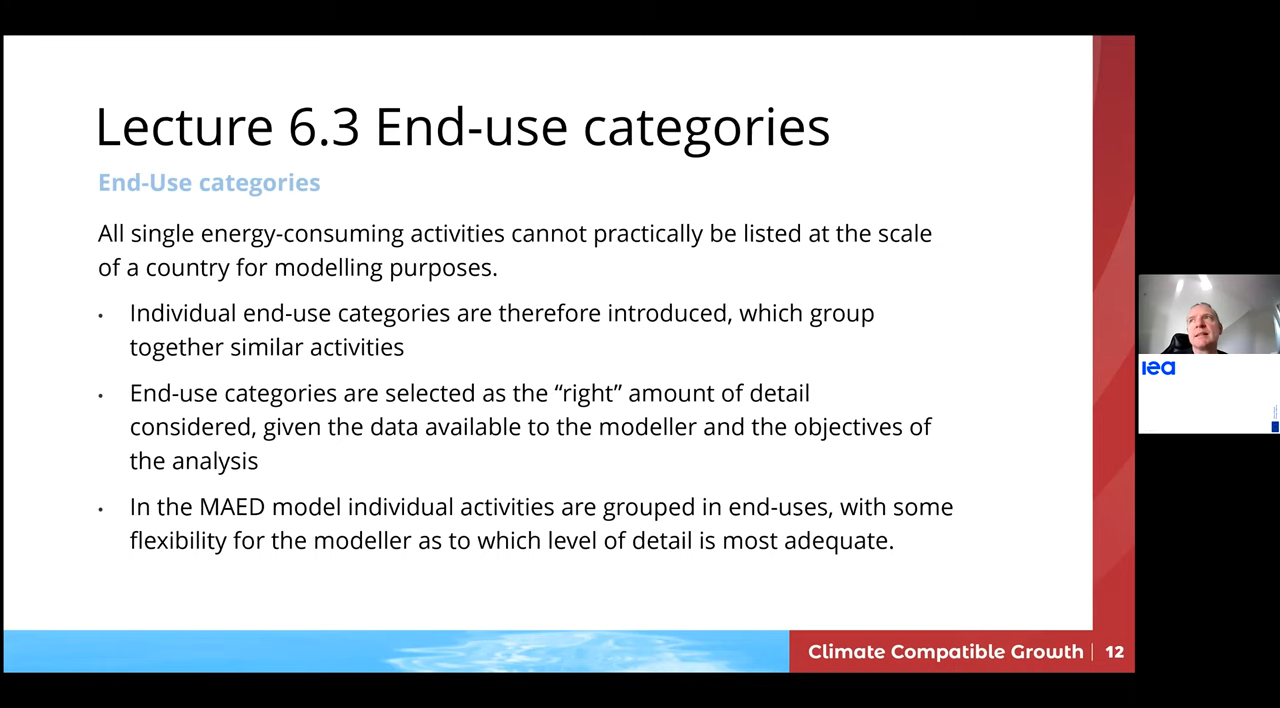 Lecture 6.3 End-use categories
End-Use categories
All single energy-consuming activities cannot practically be listed at the scale
of a country for modelling purposes.
• Individual end-use categories are therefore introduced, which group
together similar activities
• End-use categories are selected as the “right” amount of detail
considered, given the data available to the modeller and the objectives of
the analysis
• In the MAED model individual activities are grouped in end-uses, with some
flexibility for the modeller as to which level of detail is most adequate.
Climate Compatible Growth | 12
iea